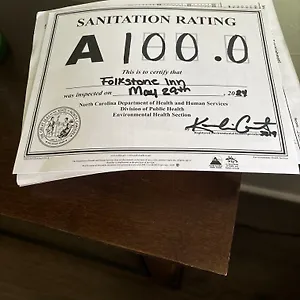 SANITATION RATING
A 100.0
This is to certify that
Folkstone Inn
was inspected on May 29th, 2024
North Carolina Department of Health and Human Services
Division of Public Health
Environmental Health Section